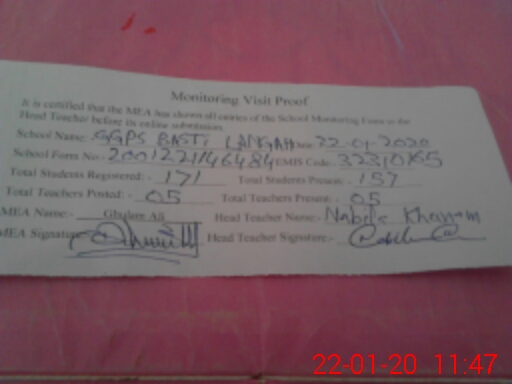 Monitoring Visit Proof
It is certified that the MEA has shown all entries of the School Monitoring Form to the
Head Teacher before its online submission.
School Name: GGPS BASTI LANGAH Date: 22-01-2020
School Form No:- 2001221146484 EMIS Code:
Total Students Registered:- 171 Total Students Present:- 157
Total Teachers Posted:- 05 Total Teachers Present:- 05
MEA Name:- Ghulam Ali Head Teacher Name:- Nabila Khayyam
MEA Signature Head Teacher Signature:-
22-01-20 11:47